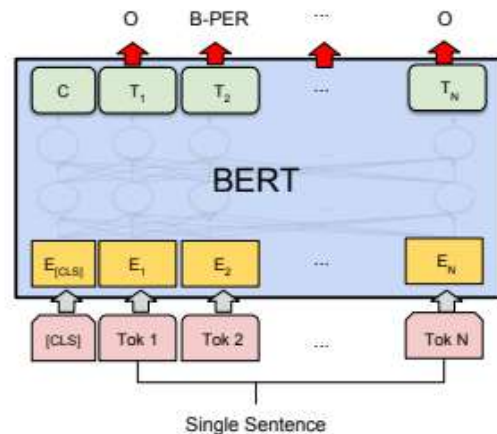 O B-PER ... O
C T1 T2 ... TN
BERT
E[CLS] E1 E2 ... EN
[CLS] Tok 1 Tok 2 ... Tok N
Single Sentence